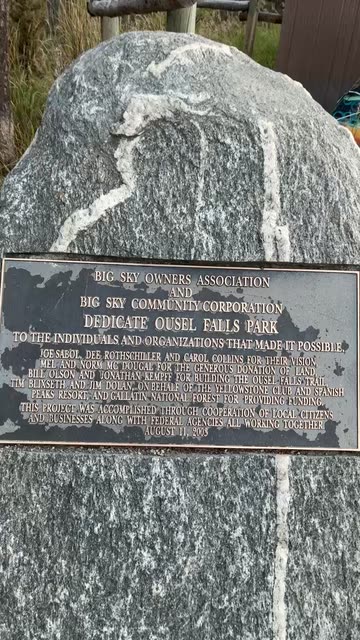 BIG SKY OWNERS ASSOCIATION
AND
BIG SKY COMMUNITY CORPORATION
DEDICATE OUSEL FALLS PARK
TO THE INDIVIDUALS AND ORGANIZATIONS THAT MADE IT POSSIBLE.
JOE SABOL, DEE ROTHSCHILLER AND CAROL COLLINS FOR THEIR VISION,
MEL AND NORM MC DOUGAL FOR THE GENEROUS DONATION OF LAND,
BILL OLSON AND JONATHAN KEMPFF FOR BUILDING THE OUSEL FALLS TRAIL,
TIM BLINSETH AND JIM DOLAN, ON BEHALF OF THE YELLOWSTONE CLUB AND SPANISH
PEAKS RESORT, AND GALLATIN NATIONAL FOREST FOR PROVIDING FUNDING.
THIS PROJECT WAS ACCOMPLISHED THROUGH COOPERATION OF LOCAL CITIZENS
AND BUSINESSES ALONG WITH FEDERAL AGENCIES ALL WORKING TOGETHER
AUGUST 11, 2005